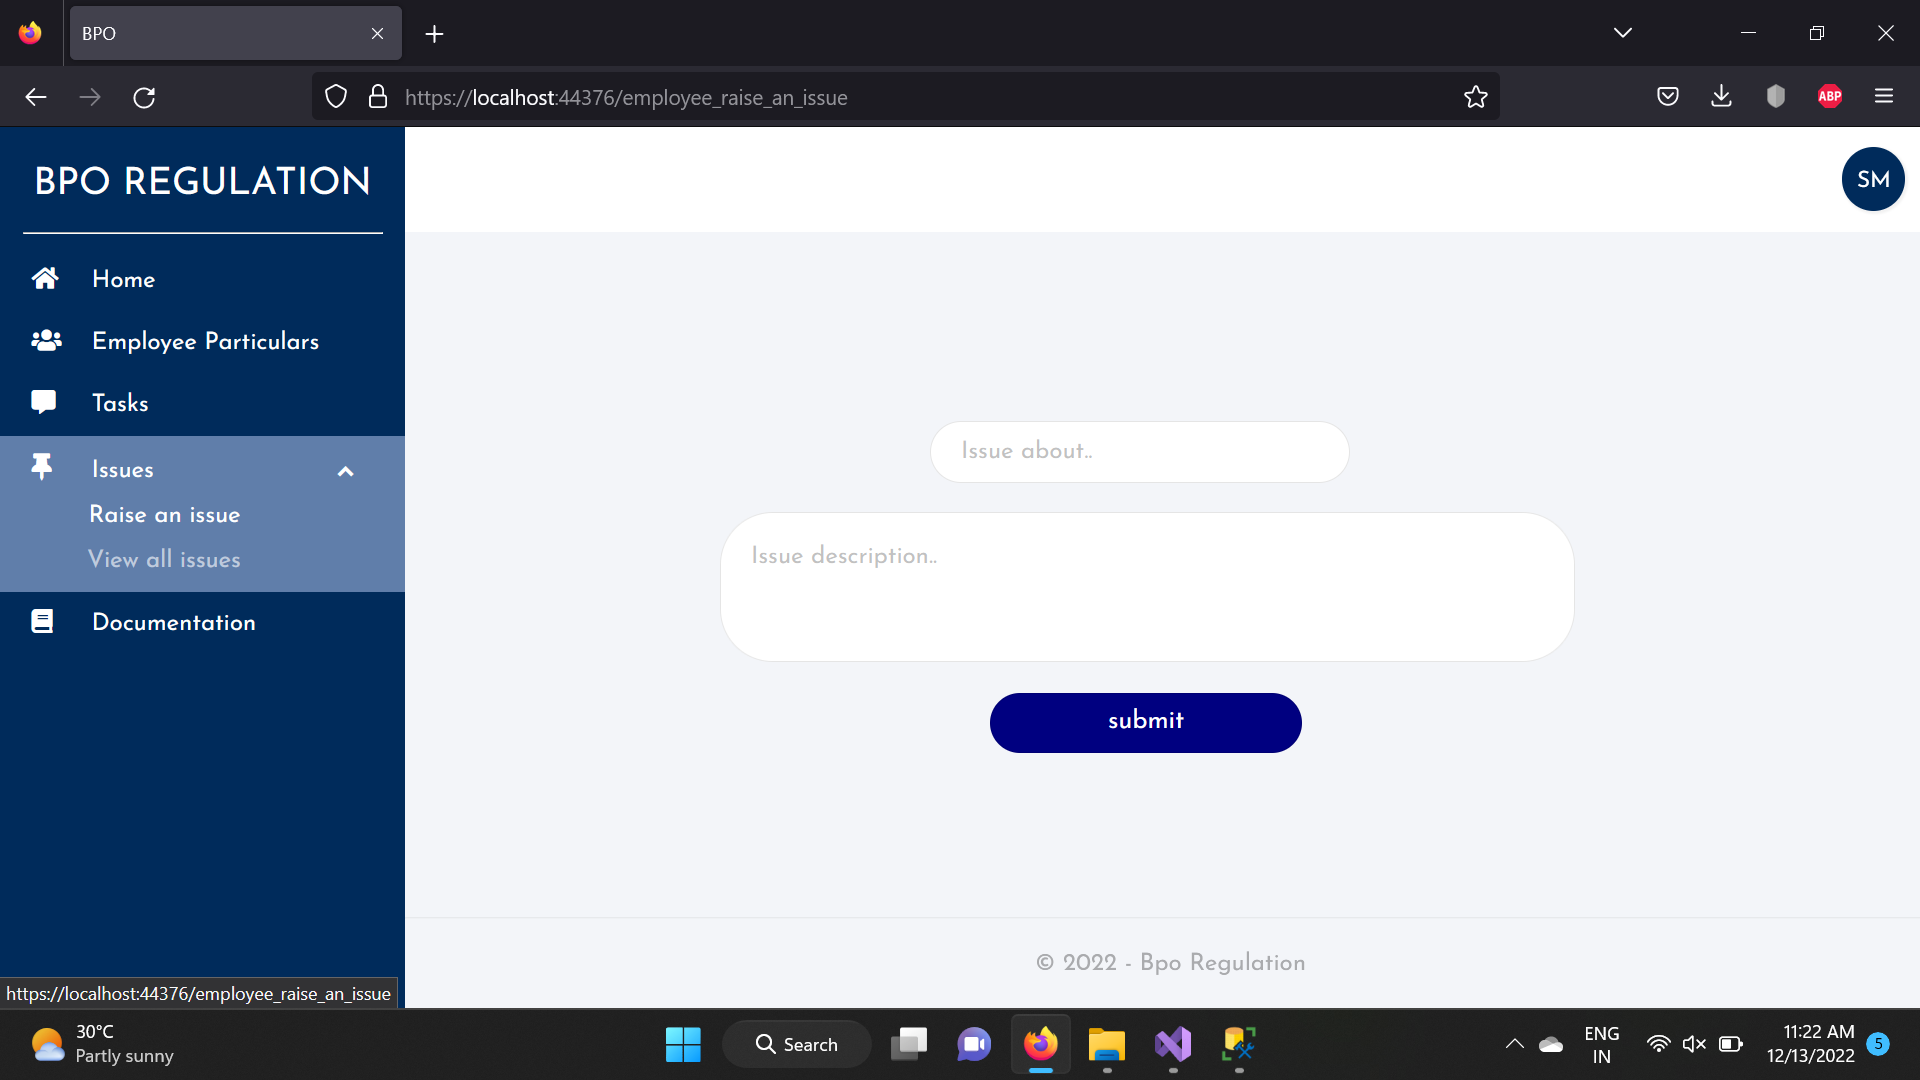 BPO
https://localhost:44376/employee_raise_an_issue
ABP
BPO REGULATION
SM
Home
Employee Particulars
Tasks
Issues
Raise an issue
View all issues
Documentation
Issue about..
Issue description..
submit
© 2022 - Bpo Regulation
https://localhost:44376/employee_raise_an_issue
30°C
Partly sunny
Search
ENG
IN
11:22 AM
12/13/2022
5